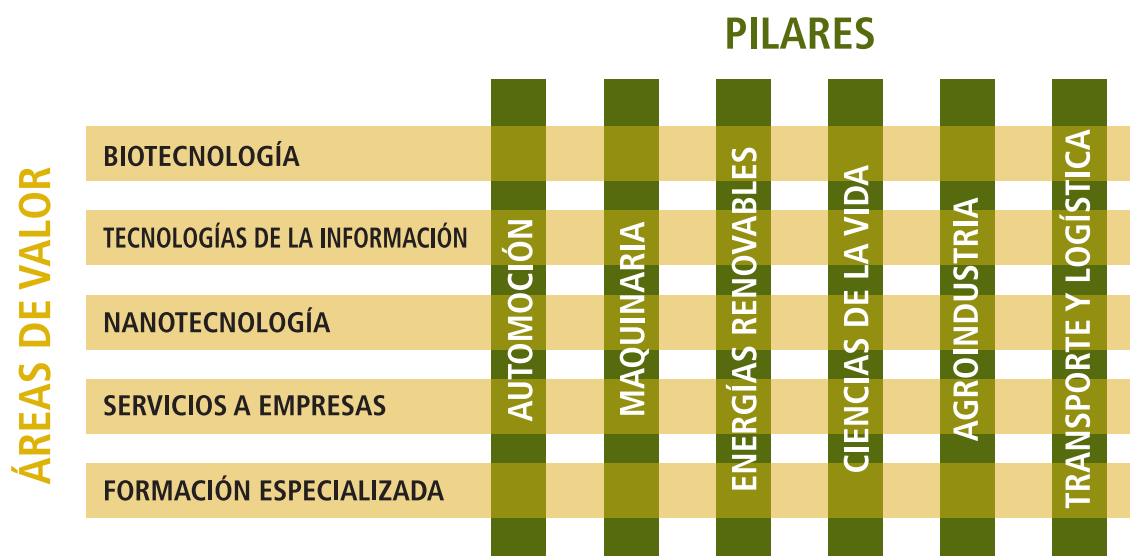 PILARES
ÁREAS DE VALOR
BIOTECNOLOGÍA
TECNOLOGÍAS DE LA INFORMACIÓN
NANOTECNOLOGÍA
SERVICIOS A EMPRESAS
FORMACIÓN ESPECIALIZADA
AUTOMOCIÓN
MAQUINARIA
ENERGÍAS RENOVABLES
CIENCIAS DE LA VIDA
AGROINDUSTRIA
TRANSPORTE Y LOGÍSTICA